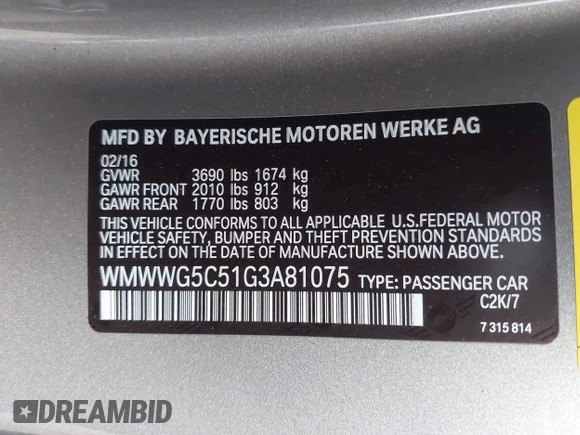 MFD BY BAYERISCHE MOTOREN WERKE AG
02/16
GVWR 3690 lbs 1674 kg
GAWR FRONT 2010 lbs 912 kg
GAWR REAR 1770 lbs 803 kg
THIS VEHICLE CONFORMS TO ALL APPLICABLE U.S.FEDERAL MOTOR
VEHICLE SAFETY, BUMPER AND THEFT PREVENTION STANDARDS
IN EFFECT ON THE DATE OF MANUFACTURE SHOWN ABOVE.
WMWWG5C51G3A81075 TYPE: PASSENGER CAR
C2K/7
7 315 814
DREAMBID